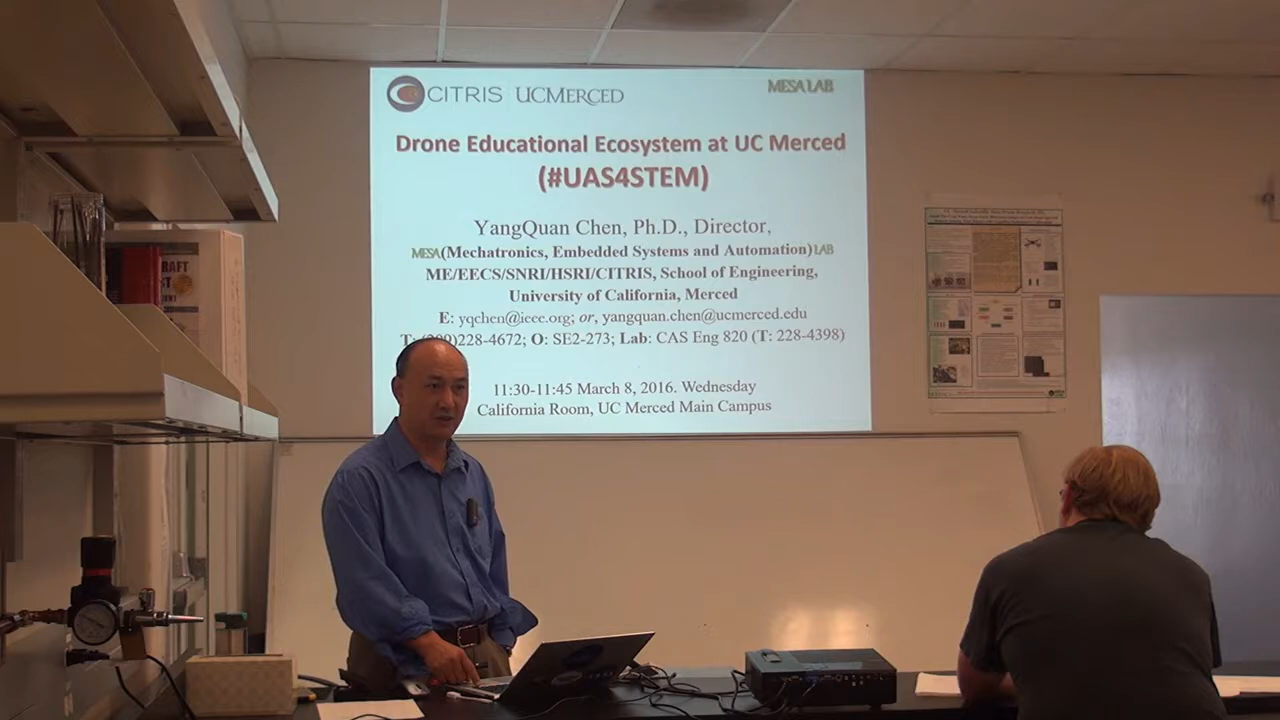 CITRIS UCMERCED
MESA LAB
Drone Educational Ecosystem at UC Merced
(#UAS4STEM)
YangQuan Chen, Ph.D., Director,
MESA(Mechatronics, Embedded Systems and Automation)LAB
ME/EECS/SNRI/HSRI/CITRIS, School of Engineering,
University of California, Merced
E: yqchen@ieee.org; or, yangquan.chen@ucmerced.edu
228-4672; O: SE2-273; Lab: CAS Eng 820 (T: 228-4398)
11:30-11:45 March 8, 2016. Wednesday
California Room, UC Merced Main Campus